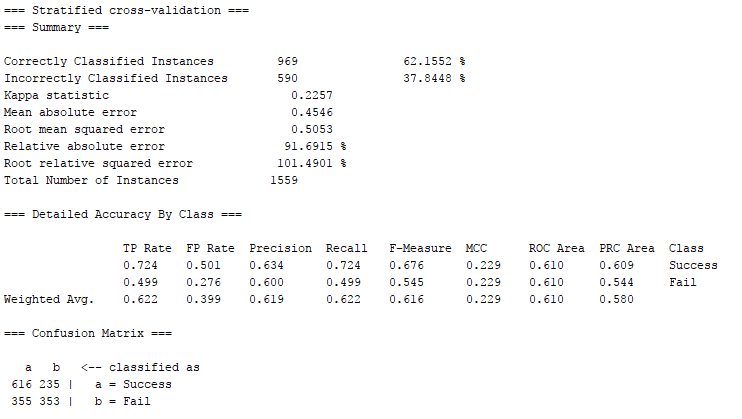 === Stratified cross-validation ===
=== Summary ===
Correctly Classified Instances 969 62.1552 %
Incorrectly Classified Instances 590 37.8448 %
Kappa statistic 0.2257
Mean absolute error 0.4546
Root mean squared error 0.5053
Relative absolute error 91.6915 %
Root relative squared error 101.4901 %
Total Number of Instances 1559
=== Detailed Accuracy By Class ===
TP Rate FP Rate Precision Recall F-Measure MCC ROC Area PRC Area Class
0.724 0.501 0.634 0.724 0.676 0.229 0.610 0.609 Success
0.499 0.276 0.600 0.499 0.545 0.229 0.610 0.544 Fail
Weighted Avg. 0.622 0.399 0.619 0.622 0.616 0.229 0.610 0.580
=== Confusion Matrix ===
a b <-- classified as
616 235 | a = Success
355 353 | b = Fail